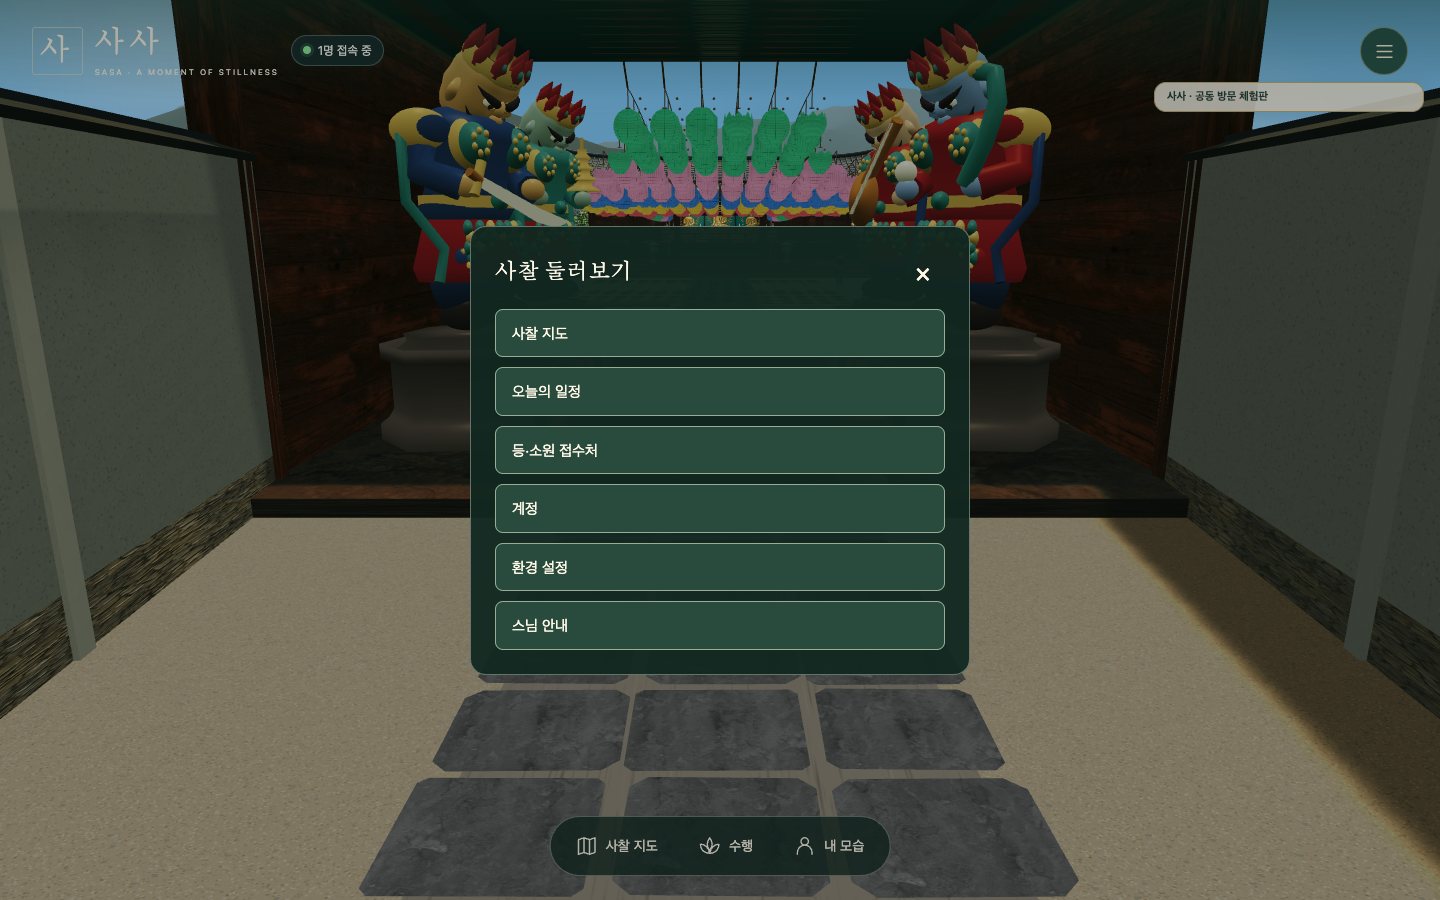 사
사사
SASA · A MOMENT OF STILLNESS
1명 접속 중
사사 · 공동 방문 체험판
사찰 둘러보기
사찰 지도
오늘의 일정
등·소원 접수처
계정
환경 설정
스님 안내
사찰 지도
수행
내 모습